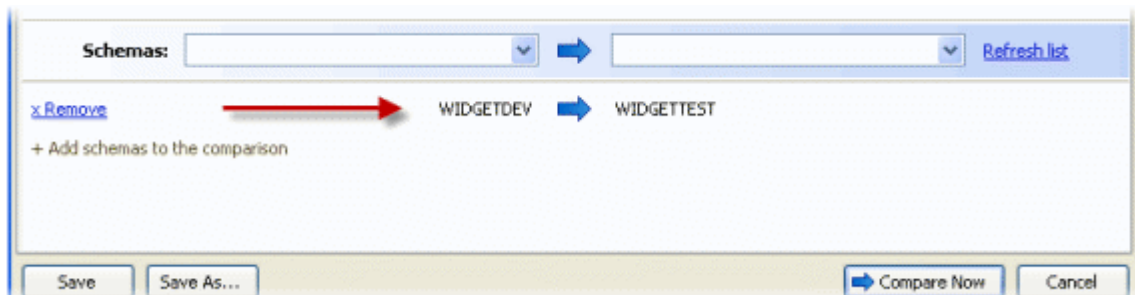 Schemas: Refresh list
x Remove WIDGETDEV WIDGETTEST
+ Add schemas to the comparison
Save Save As... Compare Now Cancel